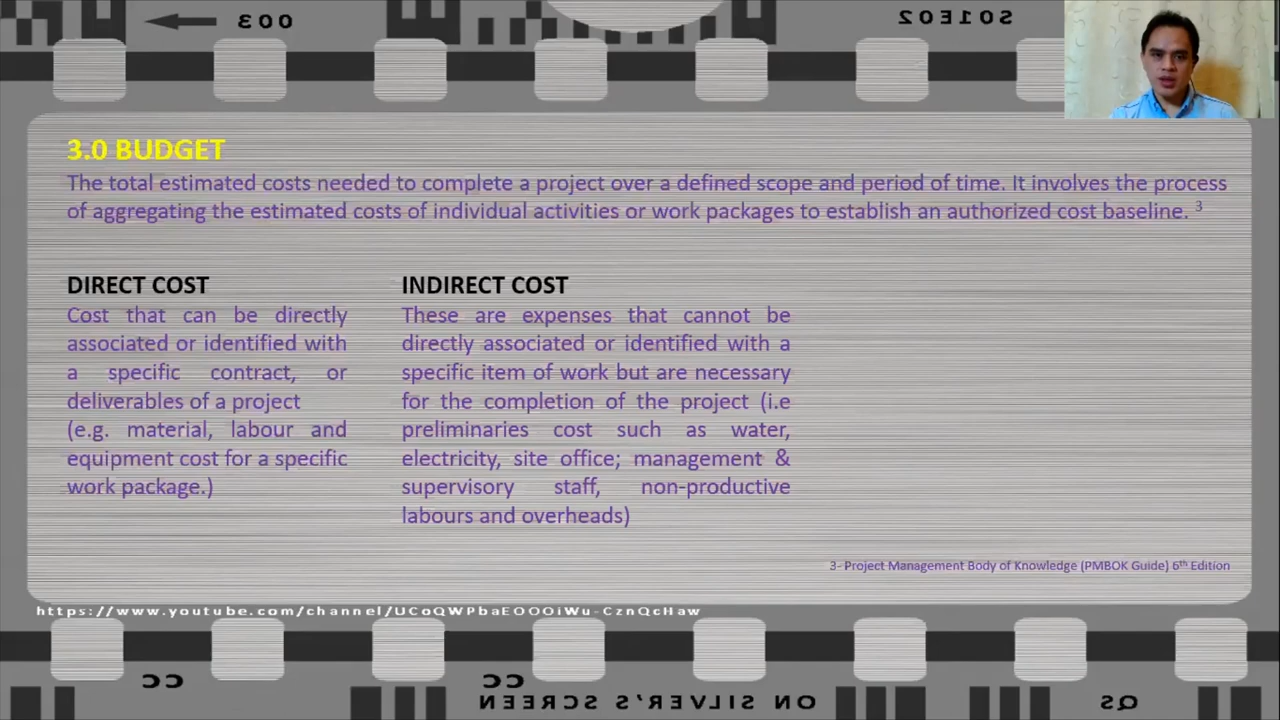 003
S01E02
3.0 BUDGET
The total estimated costs needed to complete a project over a defined scope and period of time. It involves the process
of aggregating the estimated costs of individual activities or work packages to establish an authorized cost baseline. 3
DIRECT COST
Cost that can be directly
associated or identified with
a specific contract, or
deliverables of a project
(e.g. material, labour and
equipment cost for a specific
work package.)
INDIRECT COST
These are expenses that cannot be
directly associated or identified with a
specific item of work but are necessary
for the completion of the project (i.e
preliminaries cost such as water,
electricity, site office; management &
supervisory staff, non-productive
labours and overheads)
3- Project Management Body of Knowledge (PMBOK Guide) 6th Edition
https://www.youtube.com/channel/UCoQWPbaEOOOiWu-CznQcHaw
CC
CC
ON SILVER'S SCREEN
QS